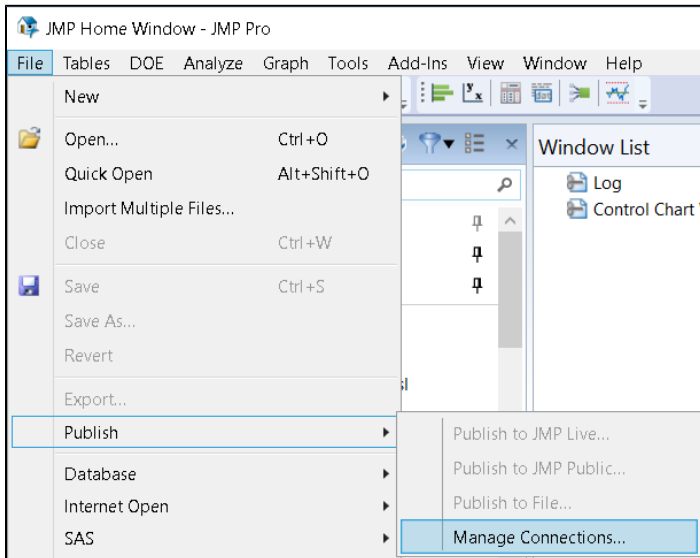 JMP Home Window - JMP Pro
File Tables DOE Analyze Graph Tools Add-Ins View Window Help
New
Open... Ctrl+O
Quick Open Alt+Shift+O
Import Multiple Files...
Close Ctrl+W
Save Ctrl+S
Save As...
Revert
Export...
Publish
Database
Internet Open
SAS
Window List
Log
Control Chart
Publish to JMP Live...
Publish to JMP Public...
Publish to File...
Manage Connections...